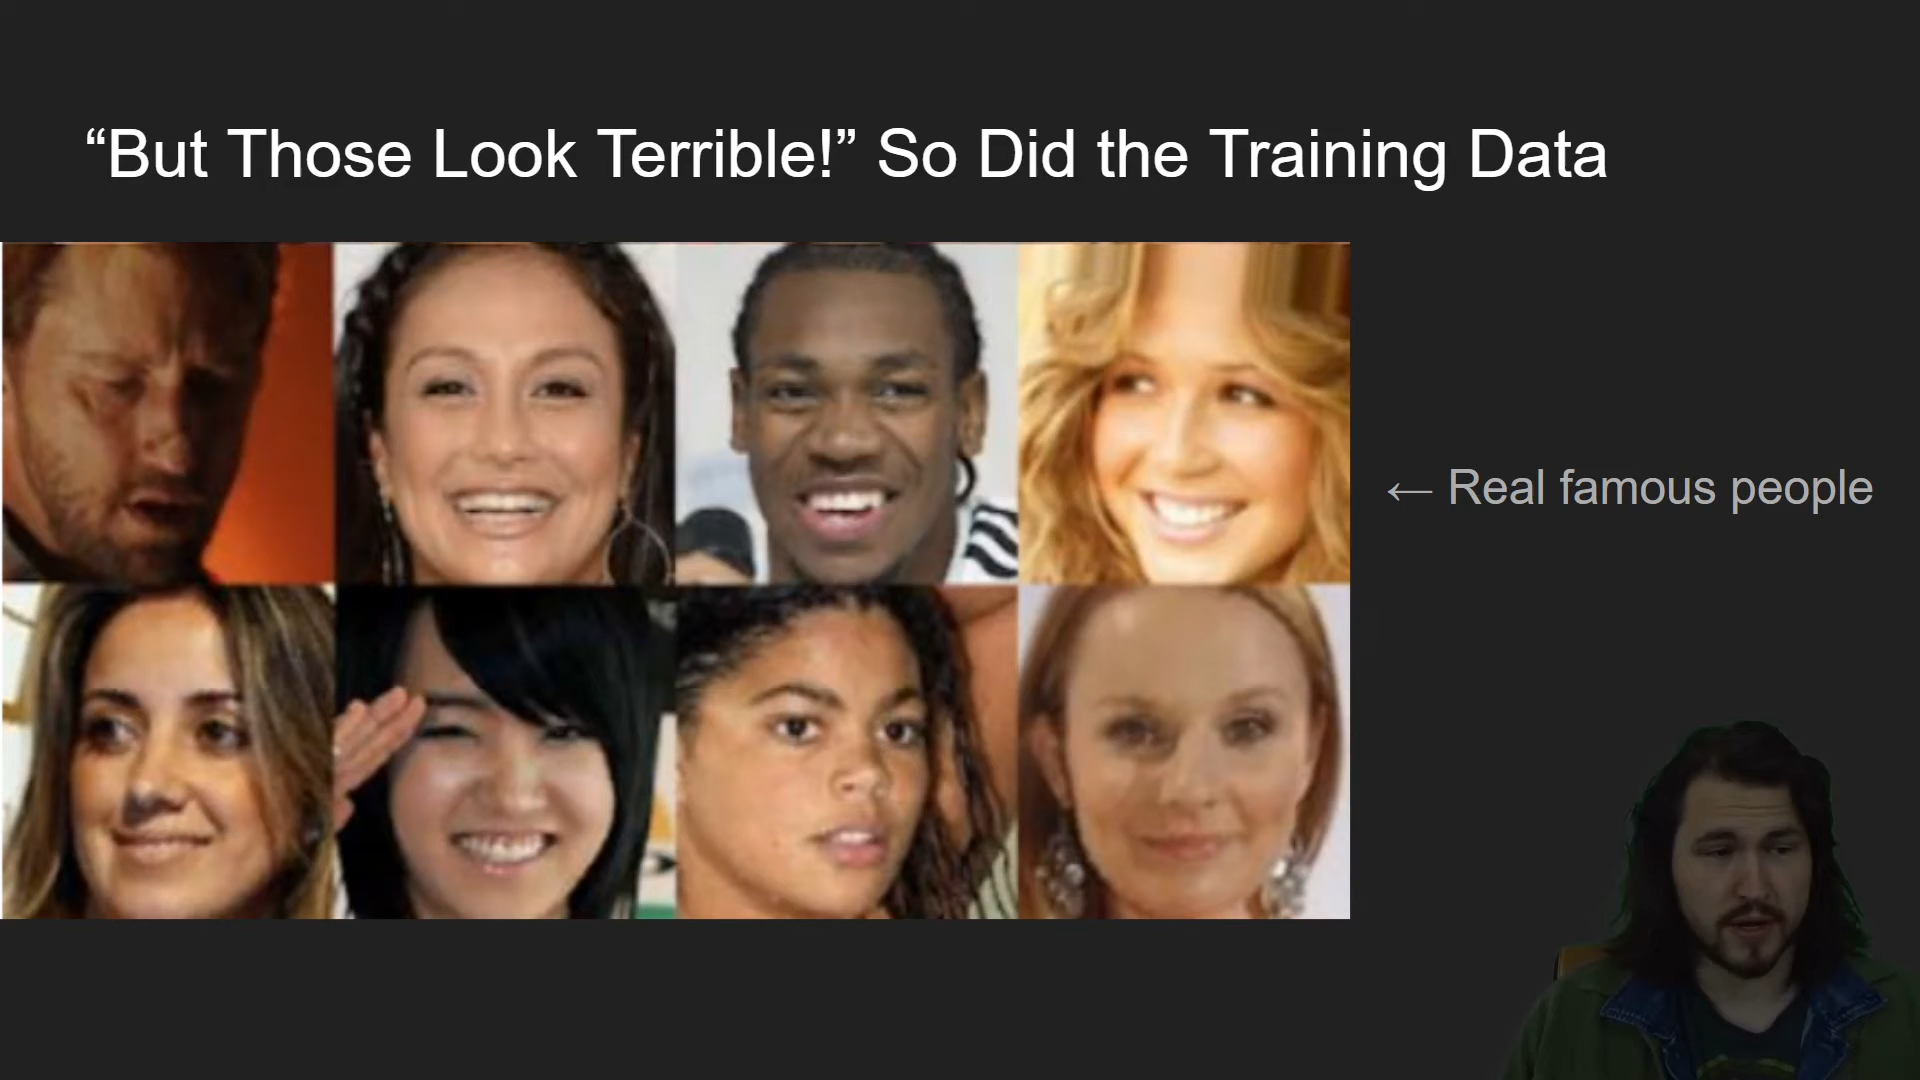 “But Those Look Terrible!” So Did the Training Data
← Real famous people